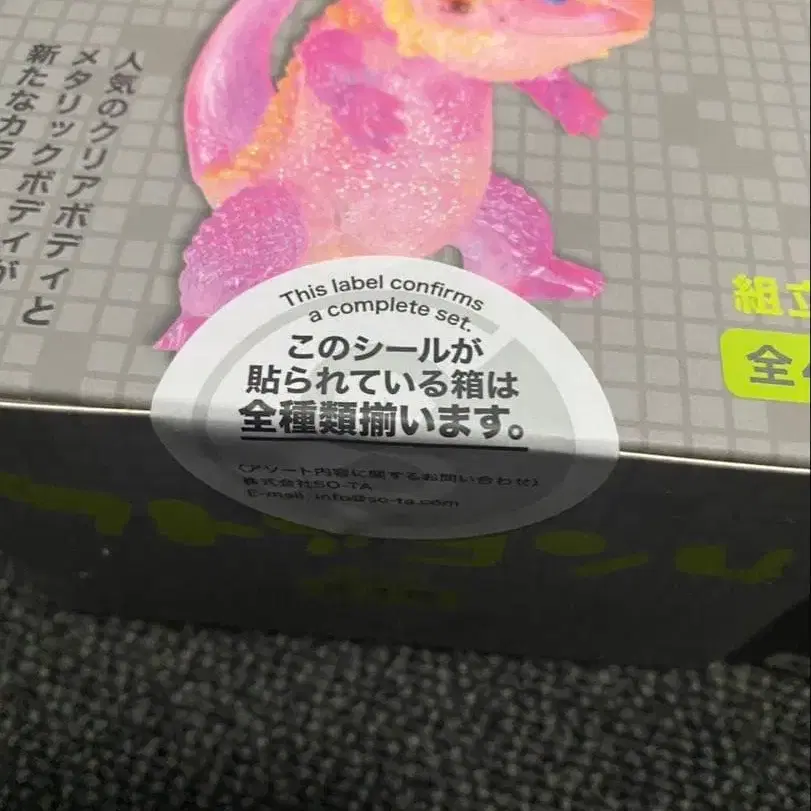 人気のクリアボディと
メタリックボディが
新たなカラ
This label confirms
a complete set.
このシールが
貼られている箱は
全種類揃います。
〈アソート内容に関するお問い合わせ〉
株式会社SO-TA
E-mail info@so-ta.com
組立
全